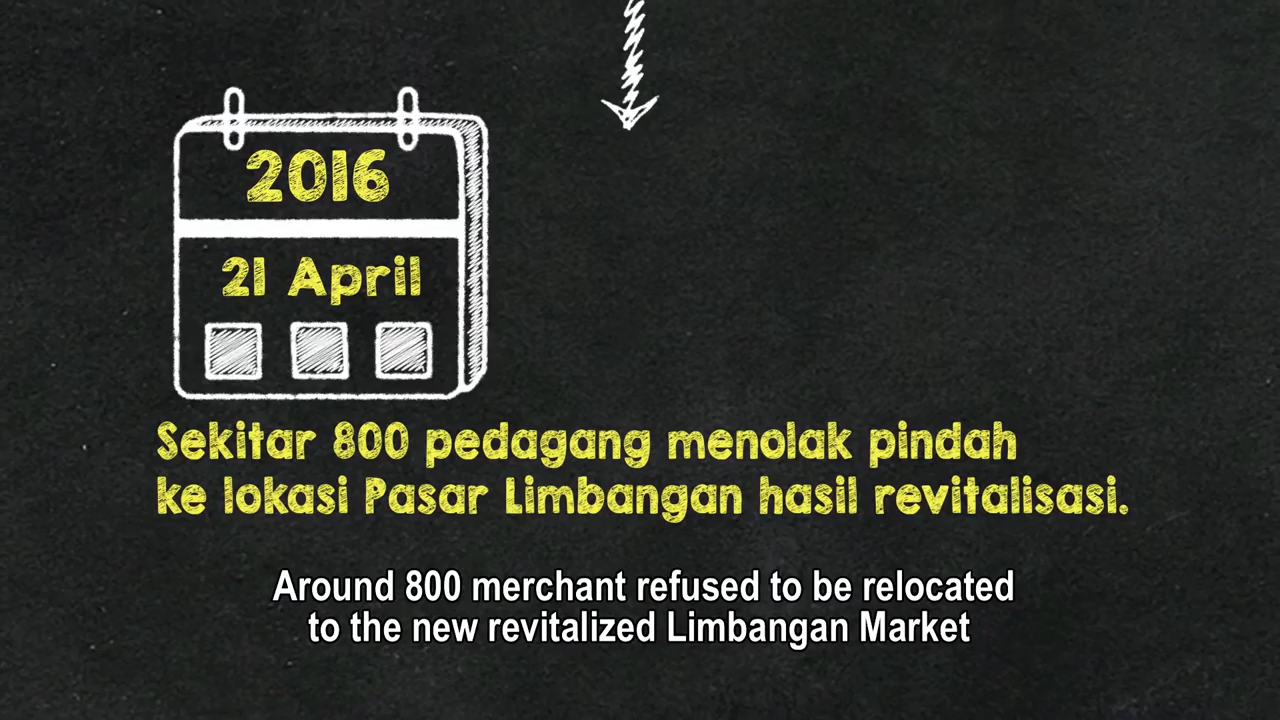 2016
21 April
Sekitar 800 pedagang menolak pindah
ke lokasi Pasar Limbangan hasil revitalisasi.
Around 800 merchant refused to be relocated
to the new revitalized Limbangan Market